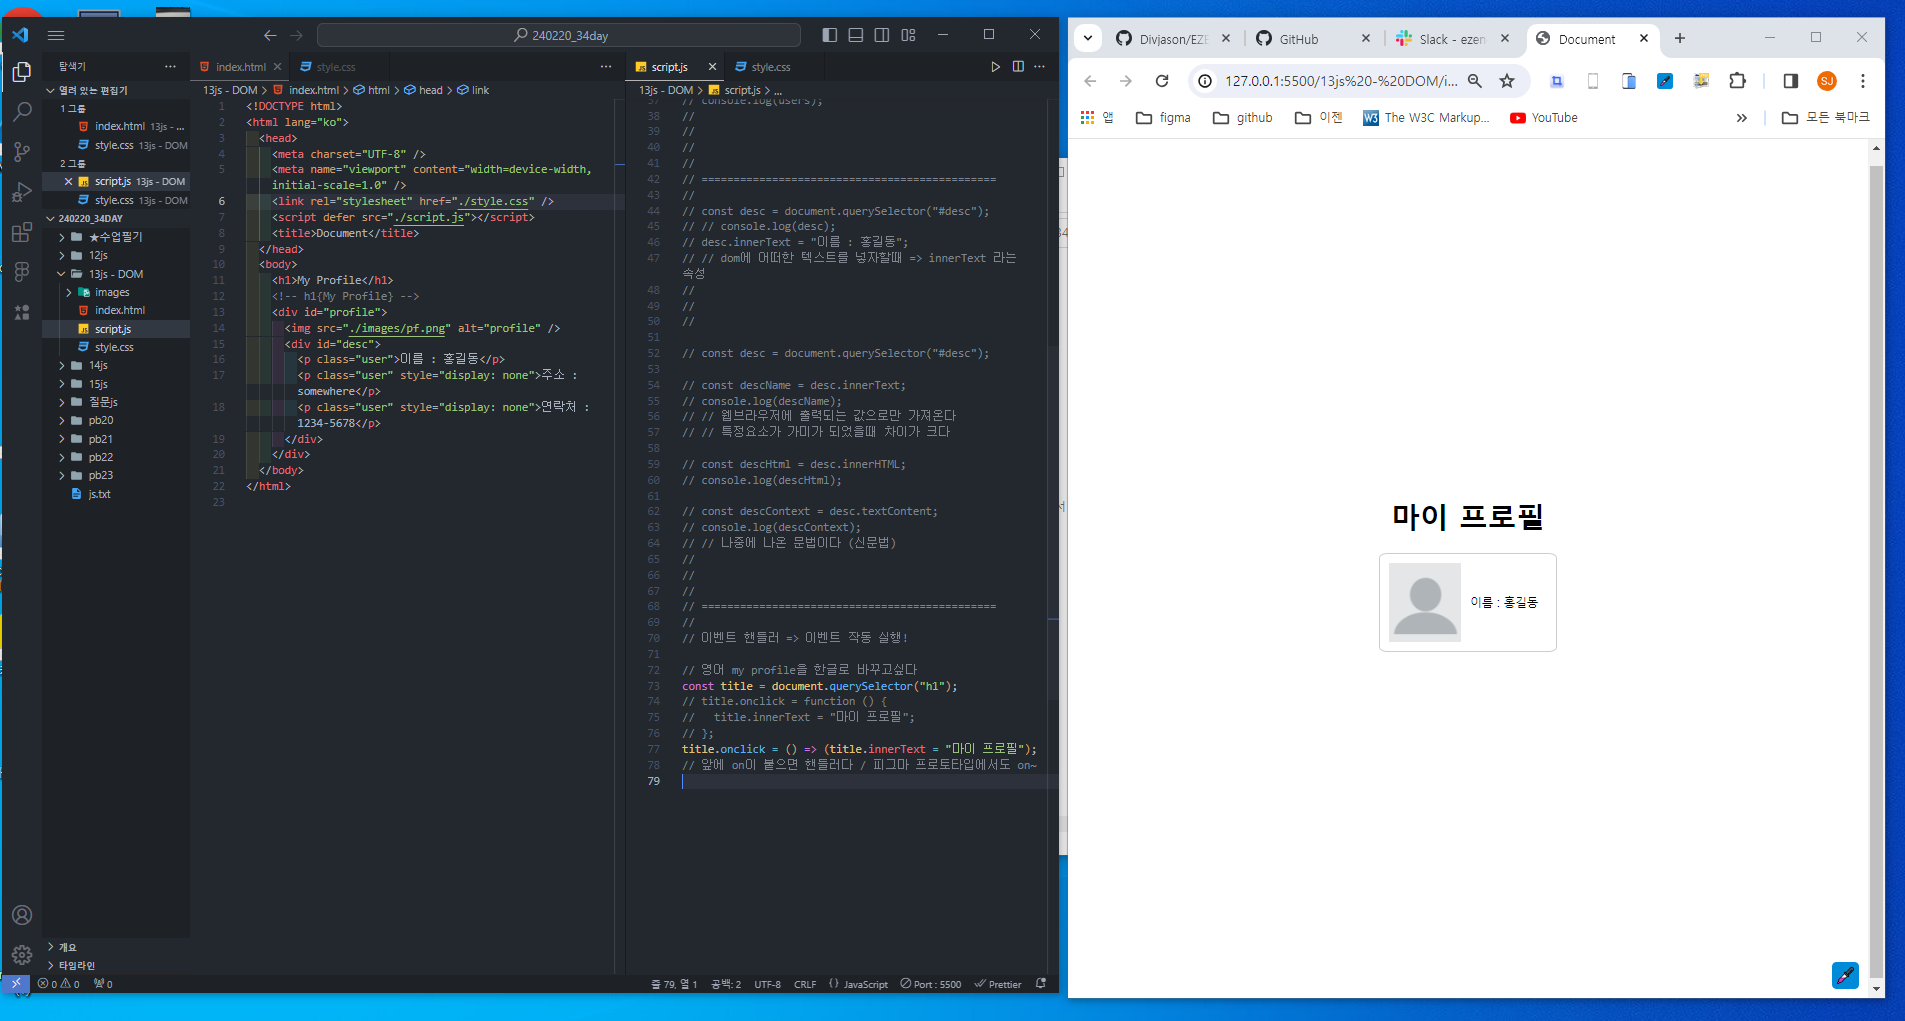 240220_34day
탐색기
열려 있는 편집기
1 그룹
index.html 13js - ...
style.css 13js - DOM
2 그룹
script.js 13js - DOM
style.css 13js - DOM
240220_34DAY
★수업필기
12js
13js - DOM
images
index.html
script.js
style.css
14js
15js
질문js
pb20
pb21
pb22
pb23
js.txt
개요
타임라인
index.html
style.css
13js - DOM > index.html > html > head > link
1 <!DOCTYPE html>
2 <html lang="ko">
3 <head>
4 <meta charset="UTF-8" />
5 <meta name="viewport" content="width=device-width,
initial-scale=1.0" />
6 <link rel="stylesheet" href="./style.css" />
7 <script defer src="./script.js"></script>
8 <title>Document</title>
9 </head>
10 <body>
11 <h1>My Profile</h1>
12 <!-- h1{My Profile} -->
13 <div id="profile">
14 <img src="./images/pf.png" alt="profile" />
15 <div id="desc">
16 <p class="user">이름 : 홍길동</p>
17 <p class="user" style="display: none">주소 :
somewhere</p>
18 <p class="user" style="display: none">연락처 :
1234-5678</p>
19 </div>
20 </div>
21 </body>
22 </html>
23
script.js
style.css
13js - DOM > script.js > ...
37 // console.log(users);
38 //
39 //
40 //
41 //
42 // ==============================================
43 //
44 // const desc = document.querySelector("#desc");
45 // // console.log(desc);
46 // desc.innerText = "이름 : 홍길동";
47 // // dom에 어떠한 텍스트를 넣자할때 => innerText 라는
속성
48 //
49 //
50 //
51
52 // const desc = document.querySelector("#desc");
53
54 // const descName = desc.innerText;
55 // console.log(descName);
56 // // 웹브라우저에 출력되는 값으로만 가져온다
57 // // 특정요소가 가미가 되었을때 차이가 크다
58
59 // const descHtml = desc.innerHTML;
60 // console.log(descHtml);
61
62 // const descContext = desc.textContent;
63 // console.log(descContext);
64 // // 나중에 나온 문법이다 (신문법)
65 //
66 //
67 //
68 // ==============================================
69 //
70 // 이벤트 핸들러 => 이벤트 작동 실행!
71
72 // 영어 my profile을 한글로 바꾸고싶다
73 const title = document.querySelector("h1");
74 // title.onclick = function () {
75 //   title.innerText = "마이 프로필";
76 // };
77 title.onclick = () => (title.innerText = "마이 프로필");
78 // 앞에 on이 붙으면 핸들러다 / 피그마 프로토타입에서도 on~
79
0 0 0
줄 79, 열 1 공백: 2 UTF-8 CRLF {} JavaScript Port : 5500 Prettier
Divjason/EZE
GitHub
Slack - ezen
Document
127.0.0.1:5500/13js%20-%20DOM/i...
SJ
앱 figma github 이젠 The W3C Markup... YouTube » 모든 북마크
마이 프로필
이름 : 홍길동